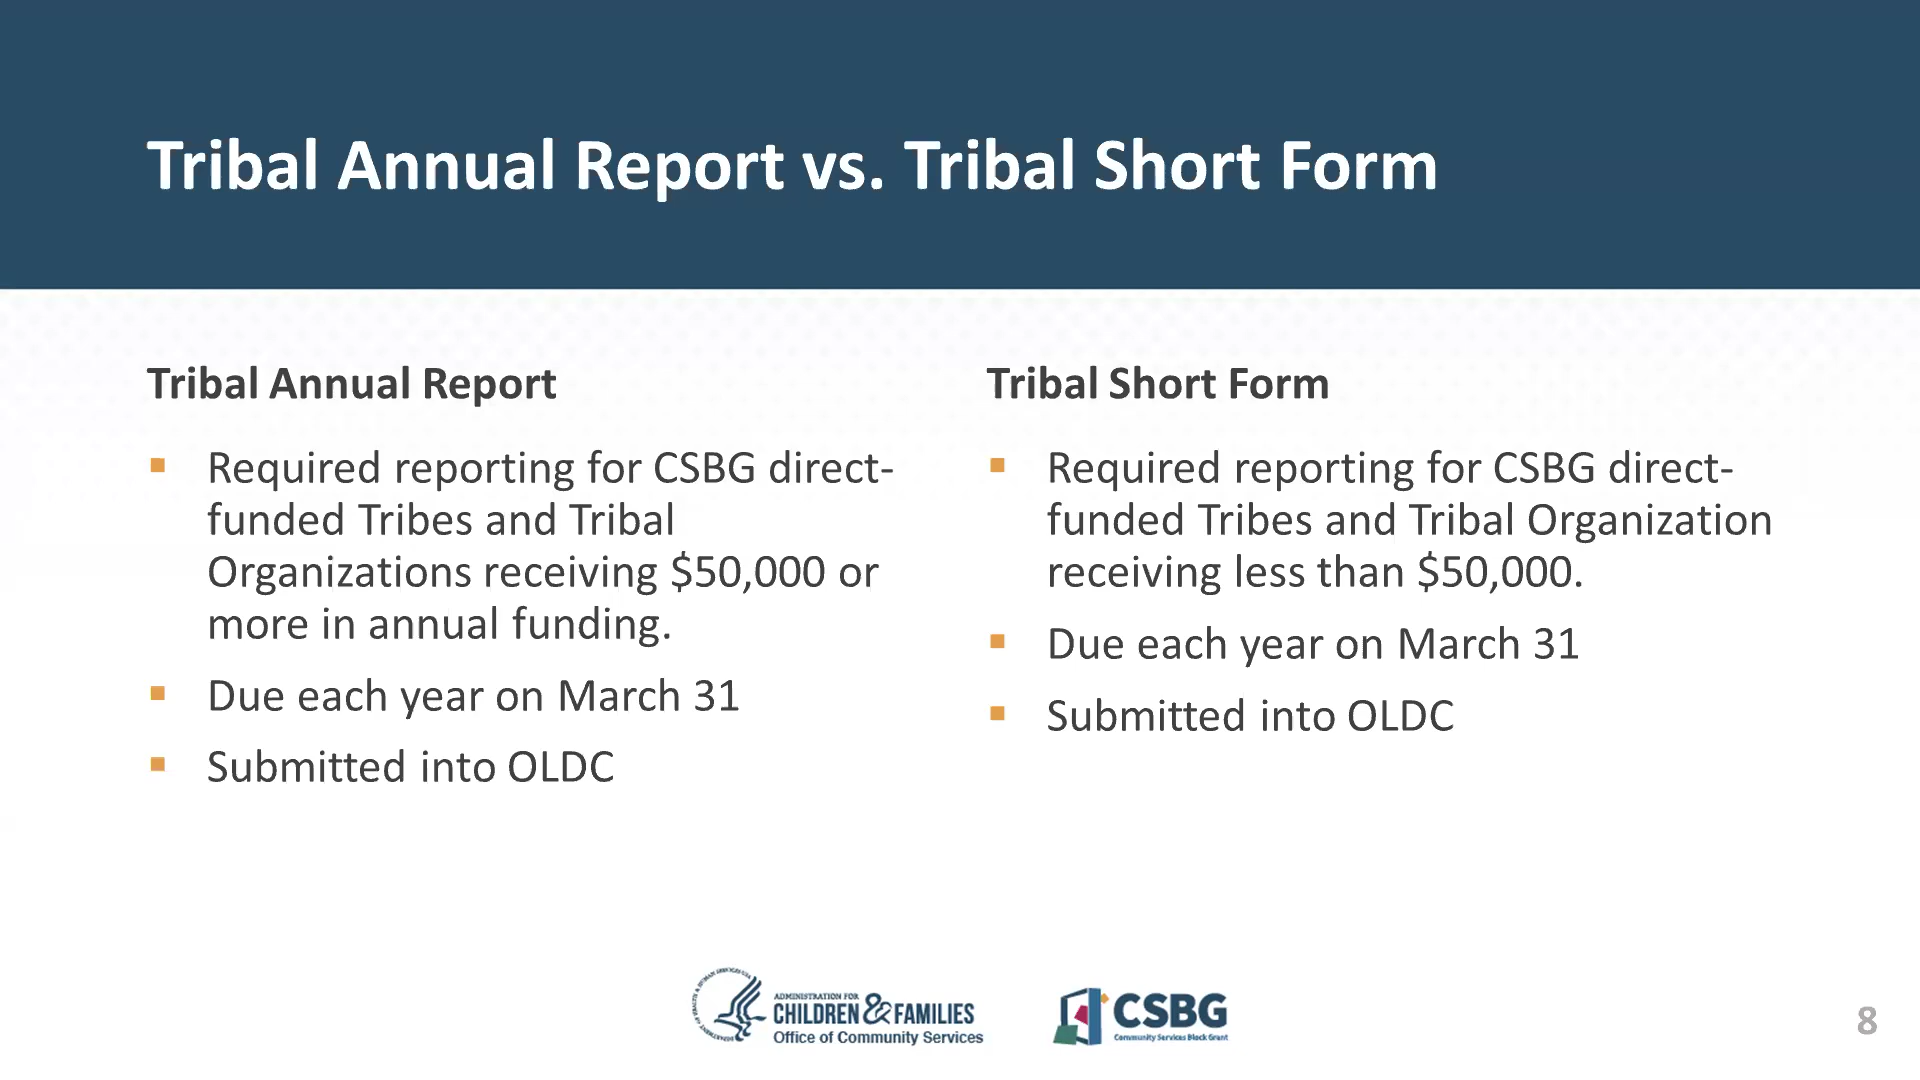 Tribal Annual Report vs. Tribal Short Form
Tribal Annual Report
Required reporting for CSBG direct-
funded Tribes and Tribal
Organizations receiving $50,000 or
more in annual funding.
Due each year on March 31
Submitted into OLDC
Tribal Short Form
Required reporting for CSBG direct-
funded Tribes and Tribal Organization
receiving less than $50,000.
Due each year on March 31
Submitted into OLDC
ADMINISTRATION FOR
CHILDREN & FAMILIES
Office of Community Services
CSBG
Community Services Block Grant
8